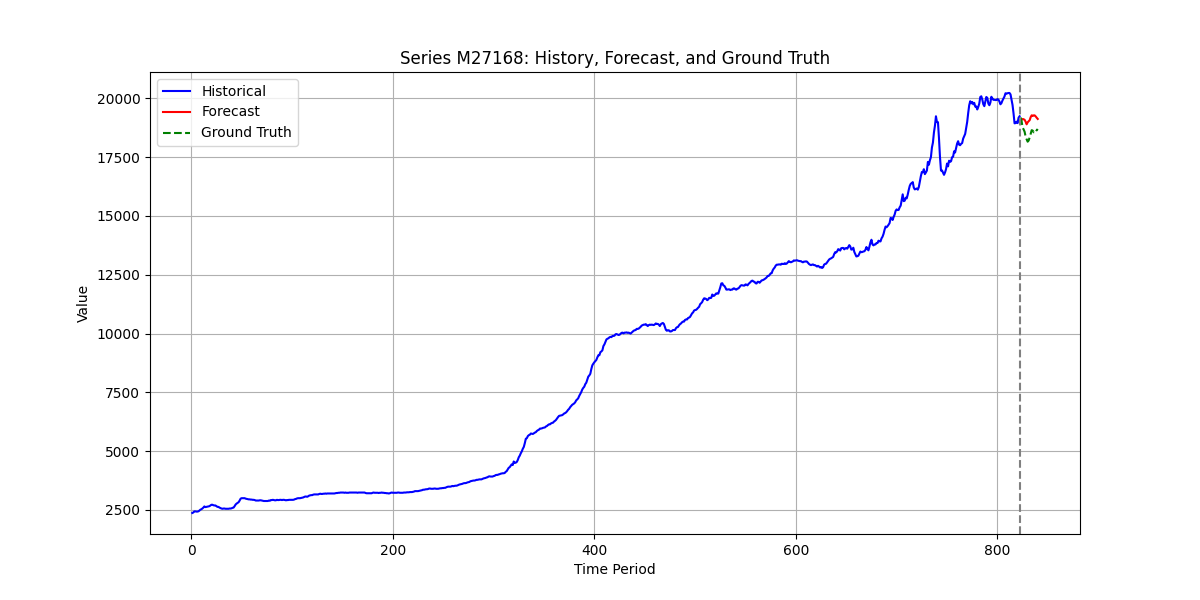 Series M27168: History, Forecast, and Ground Truth
Historical
Forecast
Ground Truth
20000
17500
15000
12500
10000
7500
5000
2500
Value
0 200 400 600 800
Time Period